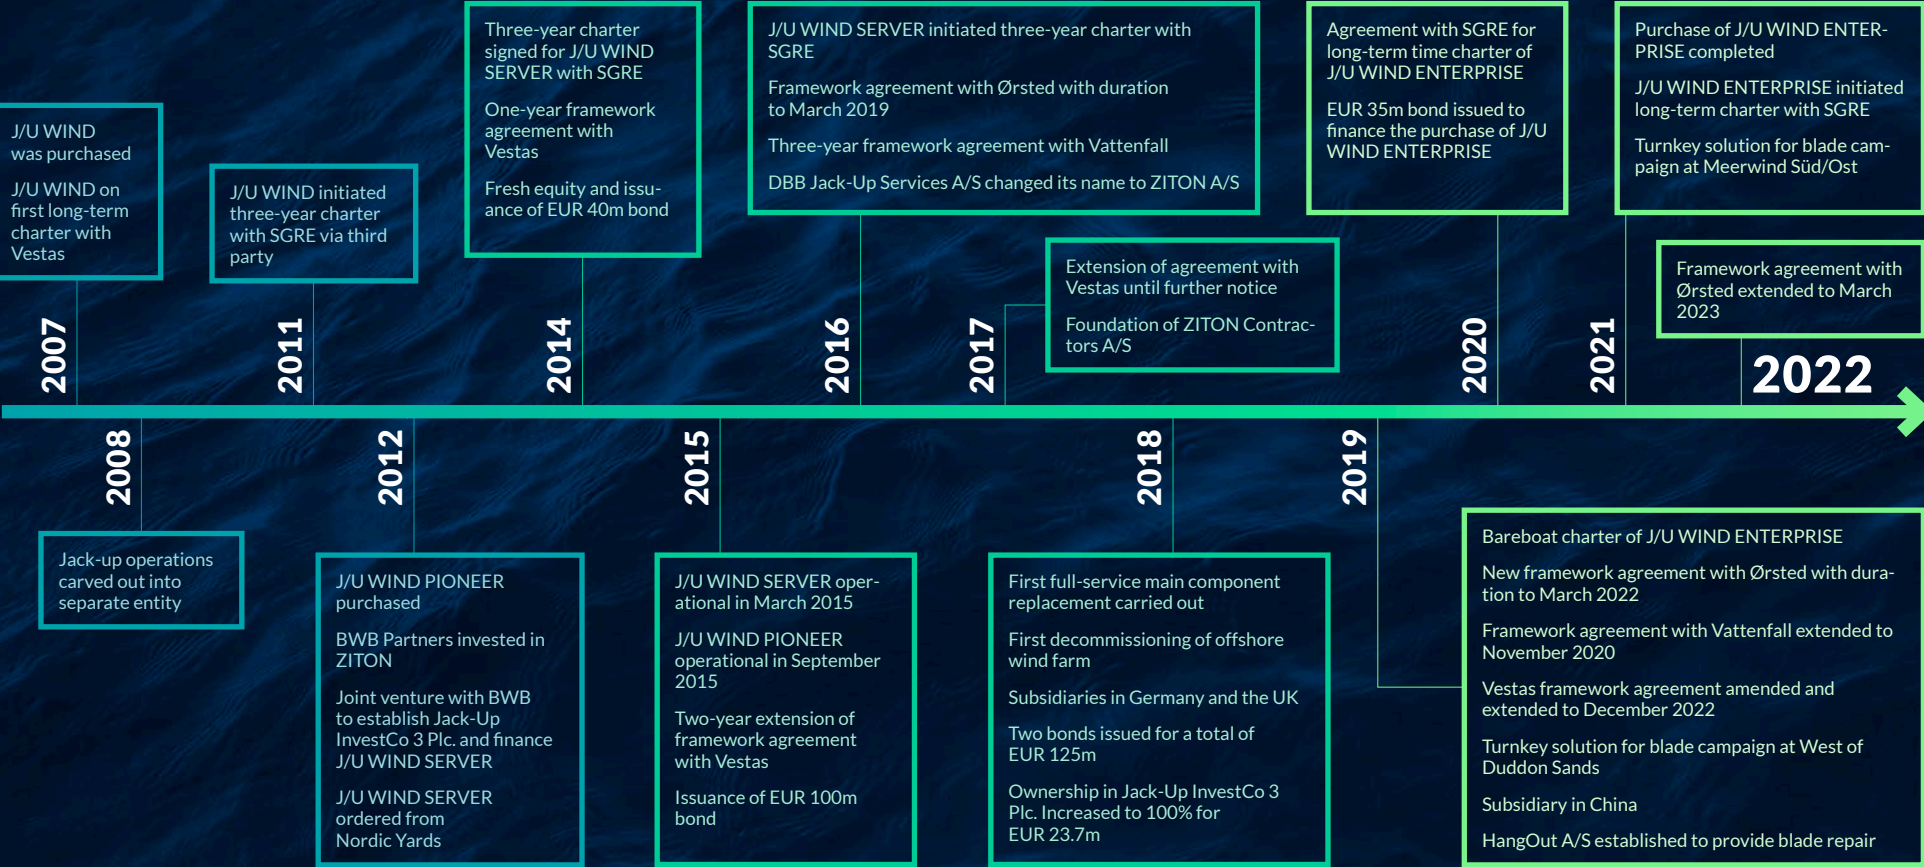 J/U WIND
was purchased
J/U WIND on
first long-term
charter with
Vestas
2007
2008
Jack-up operations
carved out into
separate entity
J/U WIND initiated
three-year charter
with SGRE via third
party
2011
2012
J/U WIND PIONEER
purchased
BWB Partners invested in
ZITON
Joint venture with BWB
to establish Jack-Up
InvestCo 3 Plc. and finance
J/U WIND SERVER
J/U WIND SERVER
ordered from
Nordic Yards
Three-year charter
signed for J/U WIND
SERVER with SGRE
One-year framework
agreement with
Vestas
Fresh equity and issu-
ance of EUR 40m bond
2014
2015
J/U WIND SERVER oper-
ational in March 2015
J/U WIND PIONEER
operational in September
2015
Two-year extension of
framework agreement
with Vestas
Issuance of EUR 100m
bond
J/U WIND SERVER initiated three-year charter with
SGRE
Framework agreement with Ørsted with duration
to March 2019
Three-year framework agreement with Vattenfall
DBB Jack-Up Services A/S changed its name to ZITON A/S
2016
2017
Extension of agreement with
Vestas until further notice
Foundation of ZITON Contrac-
tors A/S
2018
First full-service main component
replacement carried out
First decommissioning of offshore
wind farm
Subsidiaries in Germany and the UK
Two bonds issued for a total of
EUR 125m
Ownership in Jack-Up InvestCo 3
Plc. Increased to 100% for
EUR 23.7m
2019
Bareboat charter of J/U WIND ENTERPRISE
New framework agreement with Ørsted with dura-
tion to March 2022
Framework agreement with Vattenfall extended to
November 2020
Vestas framework agreement amended and
extended to December 2022
Turnkey solution for blade campaign at West of
Duddon Sands
Subsidiary in China
HangOut A/S established to provide blade repair
Agreement with SGRE for
long-term time charter of
J/U WIND ENTERPRISE
EUR 35m bond issued to
finance the purchase of J/U
WIND ENTERPRISE
2020
Purchase of J/U WIND ENTER-
PRISE completed
J/U WIND ENTERPRISE initiated
long-term charter with SGRE
Turnkey solution for blade cam-
paign at Meerwind Süd/Ost
2021
Framework agreement with
Ørsted extended to March
2023
2022